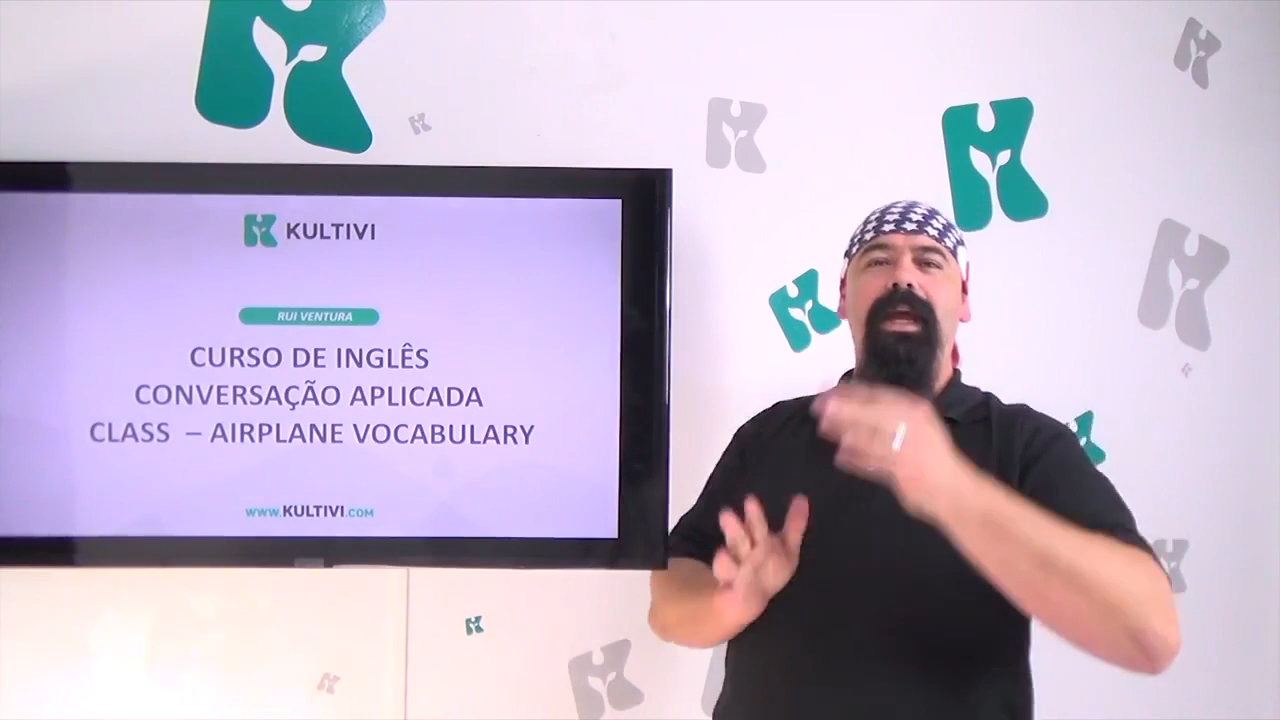 KULTIVI
RUI VENTURA
CURSO DE INGLÊS
CONVERSAÇÃO APLICADA
CLASS – AIRPLANE VOCABULARY
WWW.KULTIVI.COM